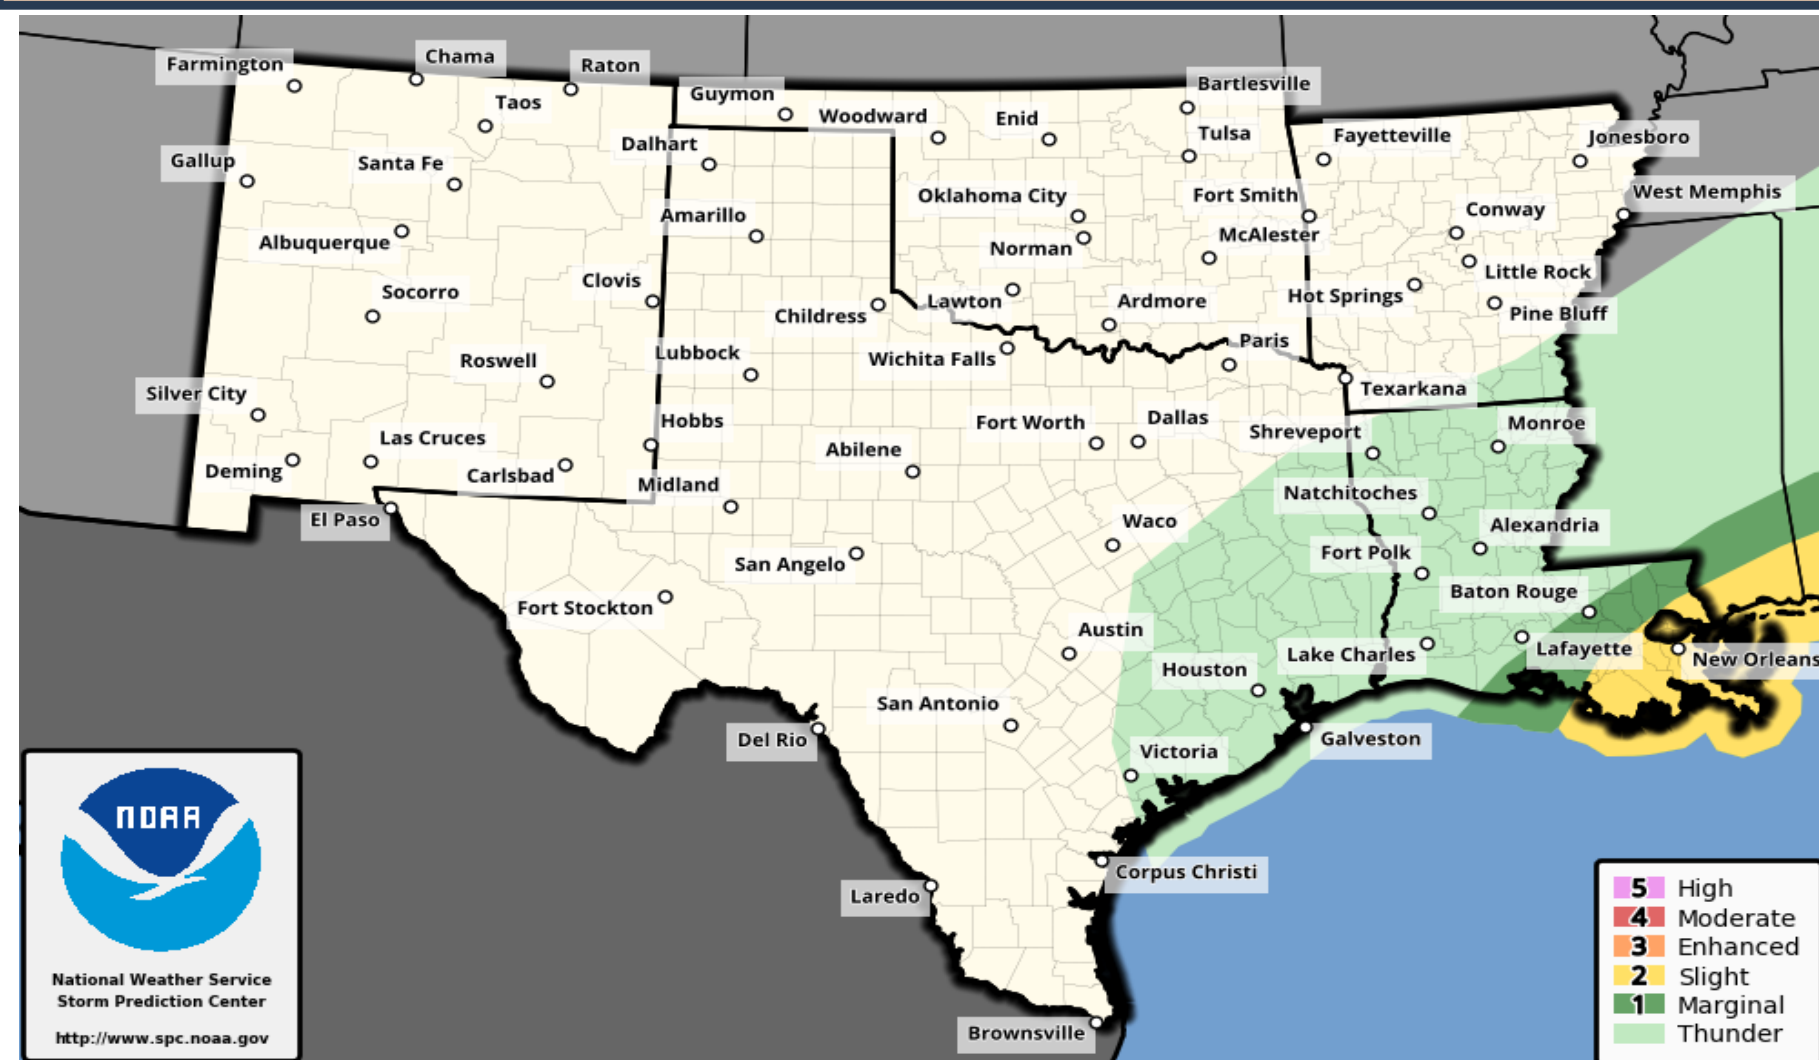 Farmington
Chama
Raton
Taos
Guymon
Woodward
Enid
Bartlesville
Tulsa
Fayetteville
Jonesboro
Gallup
Santa Fe
Dalhart
Oklahoma City
Fort Smith
West Memphis
Albuquerque
Amarillo
Norman
McAlester
Conway
Socorro
Clovis
Childress
Lawton
Ardmore
Hot Springs
Little Rock
Pine Bluff
Roswell
Lubbock
Wichita Falls
Paris
Texarkana
Silver City
Las Cruces
Hobbs
Abilene
Fort Worth
Dallas
Shreveport
Monroe
Deming
Carlsbad
Midland
Natchitoches
El Paso
San Angelo
Waco
Fort Polk
Alexandria
Fort Stockton
Austin
Baton Rouge
Houston
Lake Charles
Lafayette
New Orleans
San Antonio
Del Rio
Victoria
Galveston
Laredo
Corpus Christi
Brownsville
NOAA
National Weather Service
Storm Prediction Center
http://www.spc.noaa.gov
5 High
4 Moderate
3 Enhanced
2 Slight
1 Marginal
Thunder